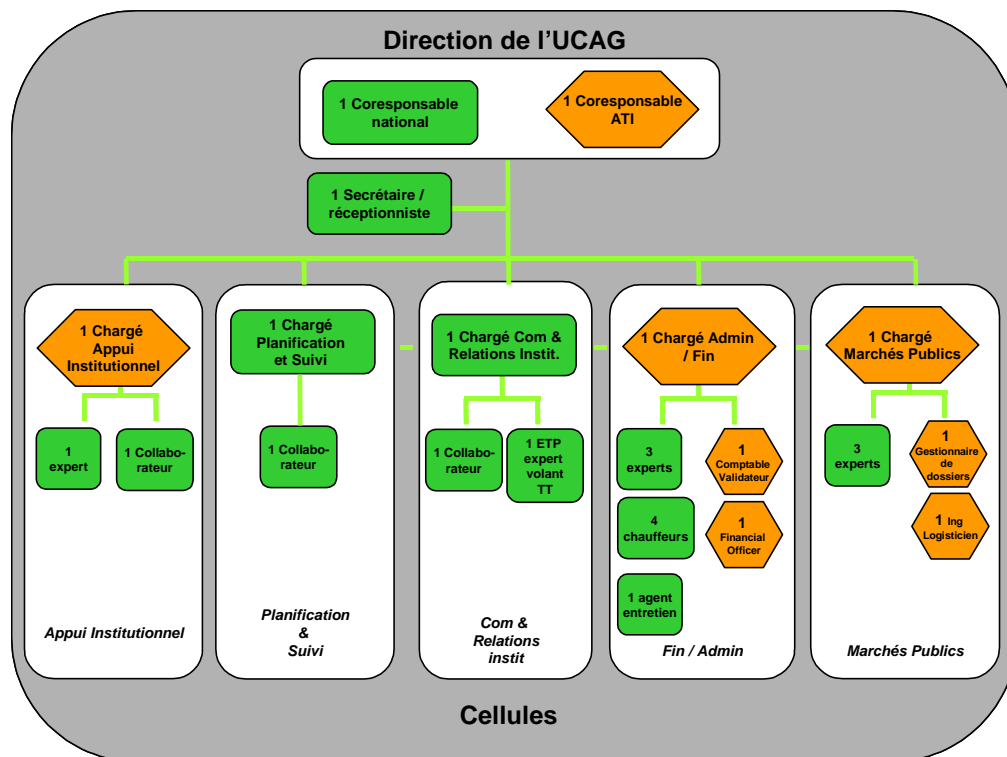 Direction de l’UCAG
1 Coresponsable
national
1 Coresponsable
ATI
1 Secrétaire /
réceptionniste
1 Chargé
Appui
Institutionnel
1
expert
1 Collabo-
rateur
Appui Institutionnel
1 Chargé
Planification
et Suivi
1 Collabo-
rateur
Planification
&
Suivi
1 Chargé Com &
Relations Instit.
1 Collabo-
rateur
1 ETP
expert
volant
TT
Com &
Relations
instit
1 Chargé Admin
/ Fin
3
experts
1
Comptable
Validateur
4
chauffeurs
1
Financial
Officer
1 agent
entretien
Fin / Admin
1 Chargé
Marchés Publics
3
experts
1
Gestionnaire
de
dossiers
1 Ing
Logisticien
Marchés Publics
Cellules